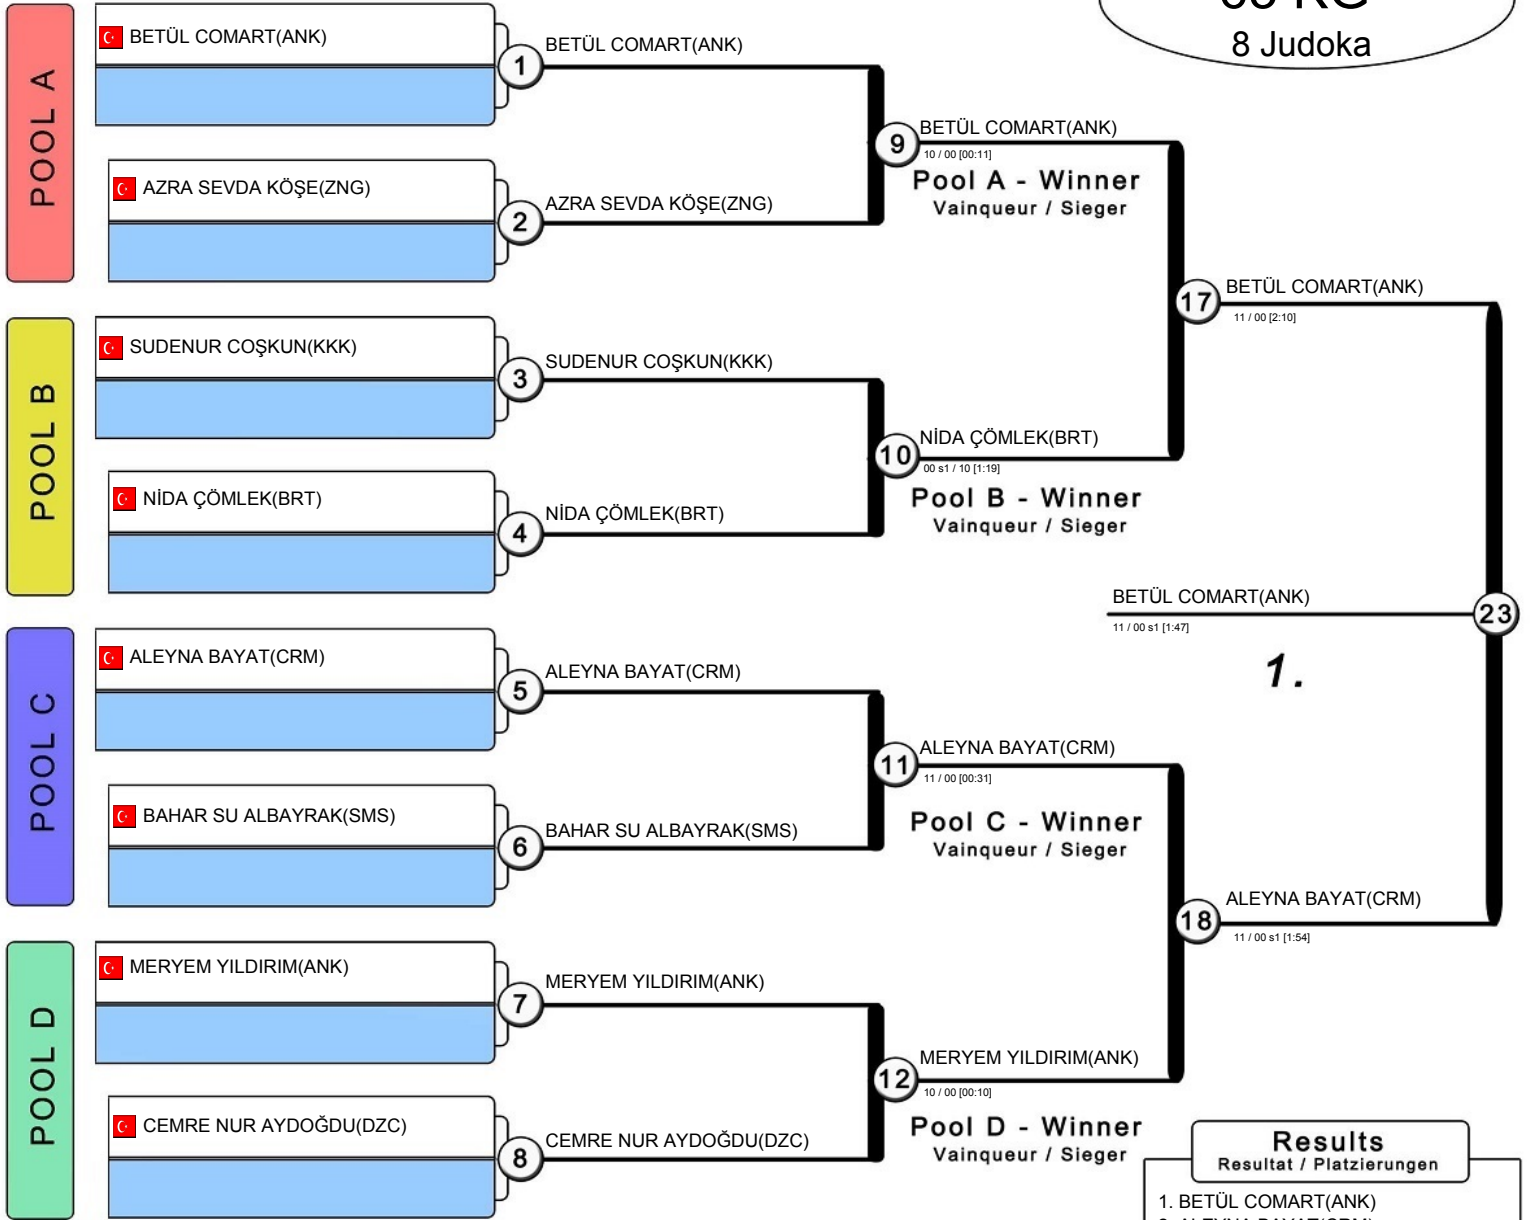 KG
8 Judoka
POOL A
BETÜL COMART(ANK)
1
BETÜL COMART(ANK)
AZRA SEVDA KÖŞE(ZNG)
2
AZRA SEVDA KÖŞE(ZNG)
9
BETÜL COMART(ANK)
10 / 00 [00:11]
Pool A - Winner
Vainqueur / Sieger
POOL B
SUDENUR COŞKUN(KKK)
3
SUDENUR COŞKUN(KKK)
NİDA ÇÖMLEK(BRT)
4
NİDA ÇÖMLEK(BRT)
10
NİDA ÇÖMLEK(BRT)
00 s1 / 10 [1:19]
Pool B - Winner
Vainqueur / Sieger
17
BETÜL COMART(ANK)
11 / 00 [2:10]
BETÜL COMART(ANK)
23
11 / 00 s1 [1:47]
1.
POOL C
ALEYNA BAYAT(CRM)
5
ALEYNA BAYAT(CRM)
BAHAR SU ALBAYRAK(SMS)
6
BAHAR SU ALBAYRAK(SMS)
11
ALEYNA BAYAT(CRM)
11 / 00 [00:31]
Pool C - Winner
Vainqueur / Sieger
18
ALEYNA BAYAT(CRM)
11 / 00 s1 [1:54]
POOL D
MERYEM YILDIRIM(ANK)
7
MERYEM YILDIRIM(ANK)
CEMRE NUR AYDOĞDU(DZC)
8
CEMRE NUR AYDOĞDU(DZC)
12
MERYEM YILDIRIM(ANK)
10 / 00 [00:10]
Pool D - Winner
Vainqueur / Sieger
Results
Resultat / Platzierungen
1. BETÜL COMART(ANK)
2. ALEYNA BAYAT(CRM)